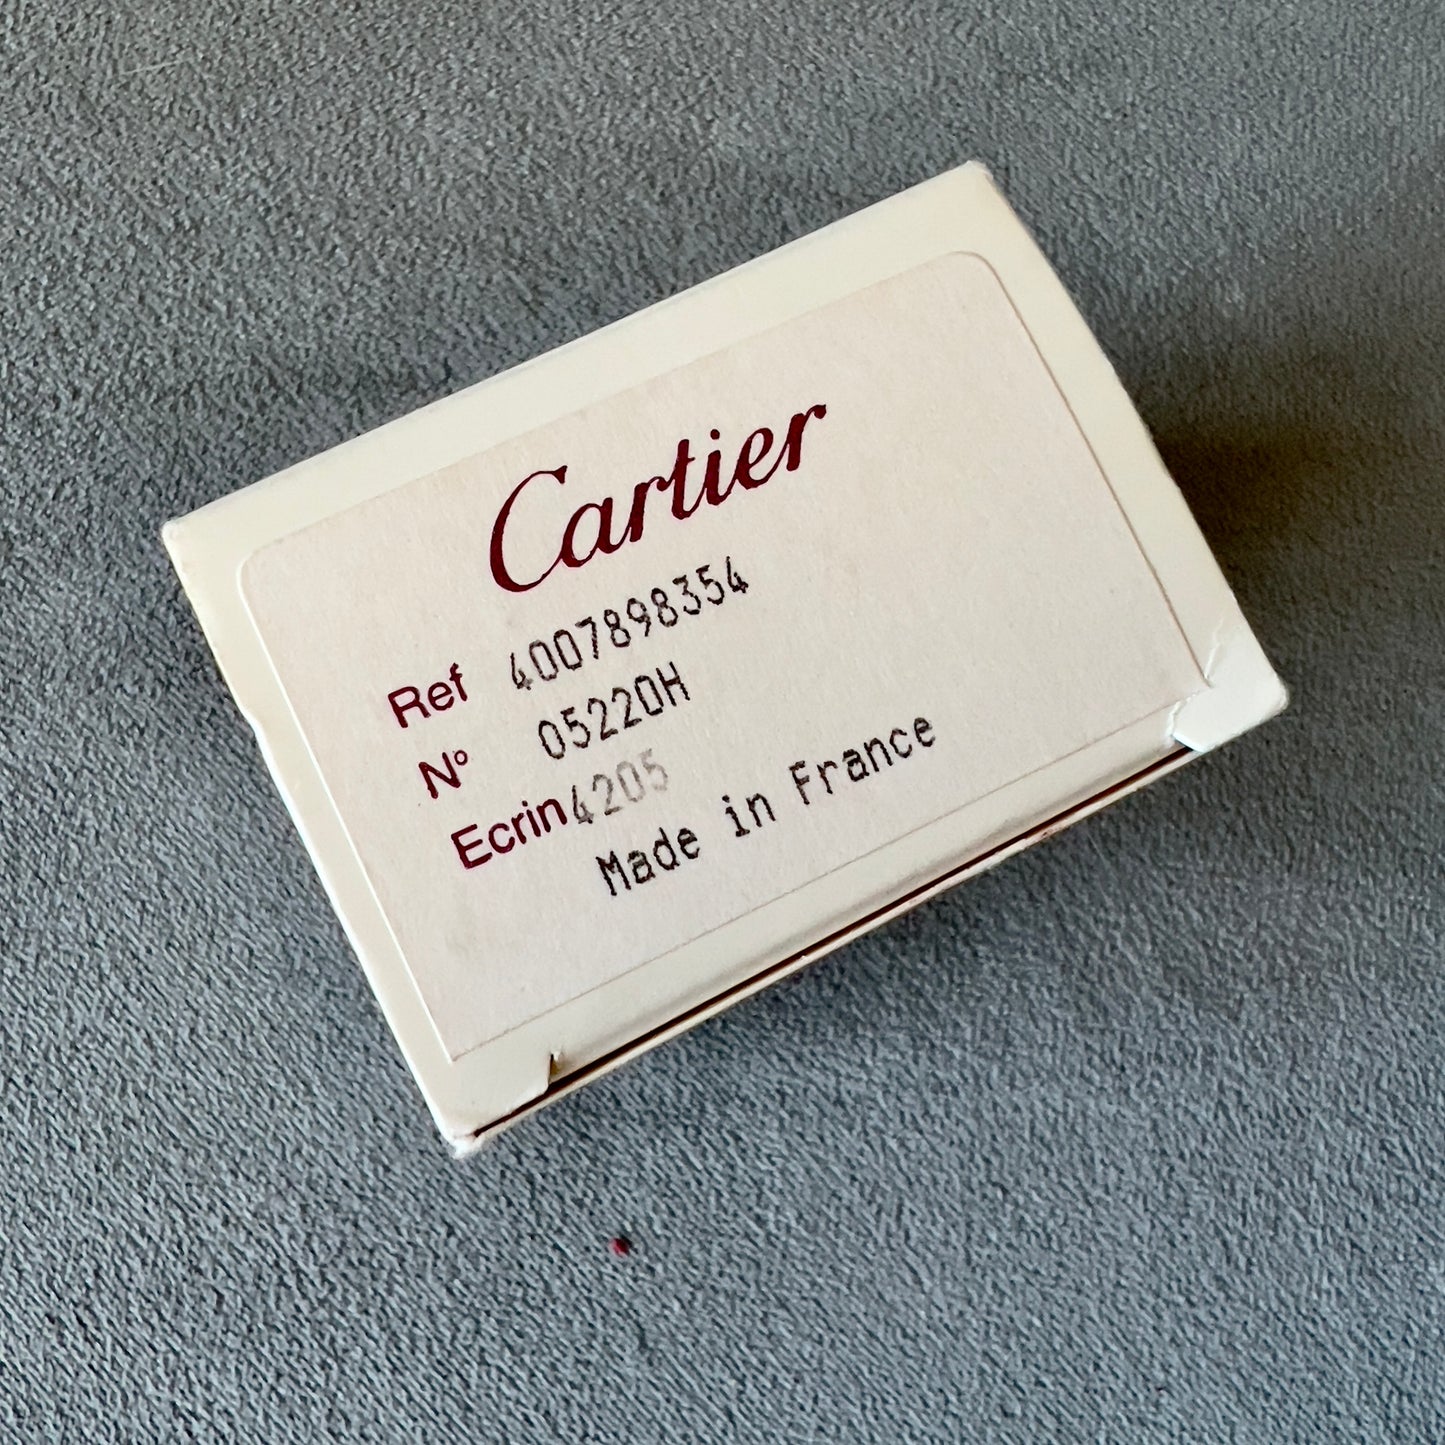 Cartier
Ref 4007898354
N° 05220H
Ecrin 4205
Made in France